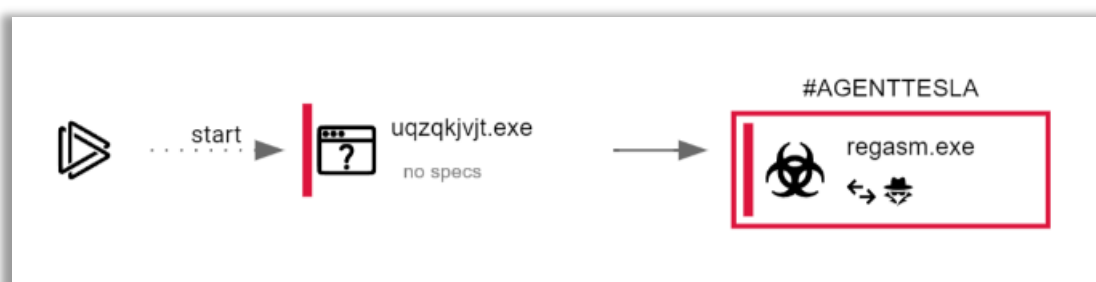 start
uqzqkjvjt.exe
no specs
#AGENTTESLA
regasm.exe